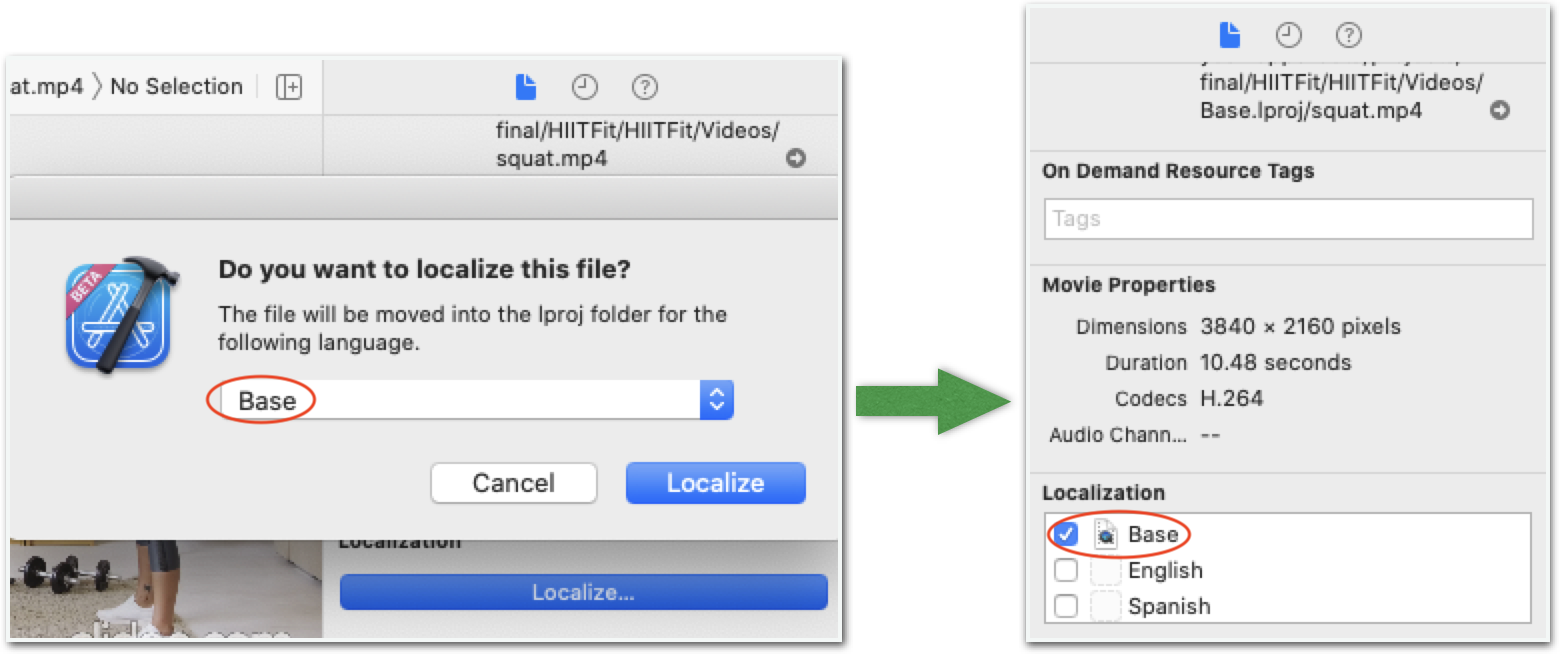 at.mp4 〉 No Selection
final/HIITFit/HIITFit/Videos/
squat.mp4
BETA
Do you want to localize this file?
The file will be moved into the lproj folder for the
following language.
Base
Cancel
Localize
Localization
Localize...
final/HIITFit/HIITFit/Videos/
Base.lproj/squat.mp4
On Demand Resource Tags
Tags
Movie Properties
Dimensions 3840 × 2160 pixels
Duration 10.48 seconds
Codecs H.264
Audio Chann... --
Localization
Base
English
Spanish